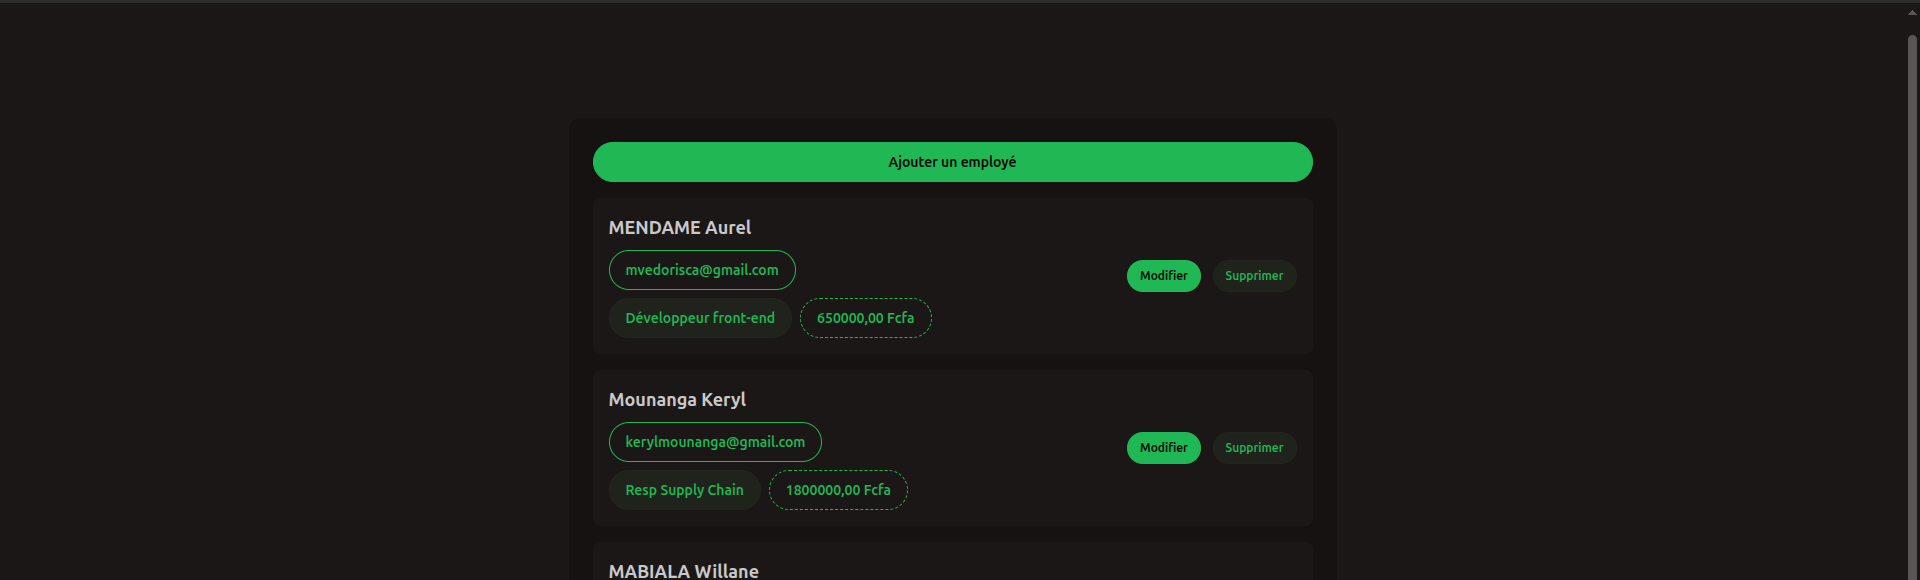 Ajouter un employé
MENDAME Aurel
mvedorisca@gmail.com
Modifier
Supprimer
Développeur front-end
650000,00 Fcfa
Mounanga Keryl
kerylmounanga@gmail.com
Modifier
Supprimer
Resp Supply Chain
1800000,00 Fcfa
MABIALA Willane